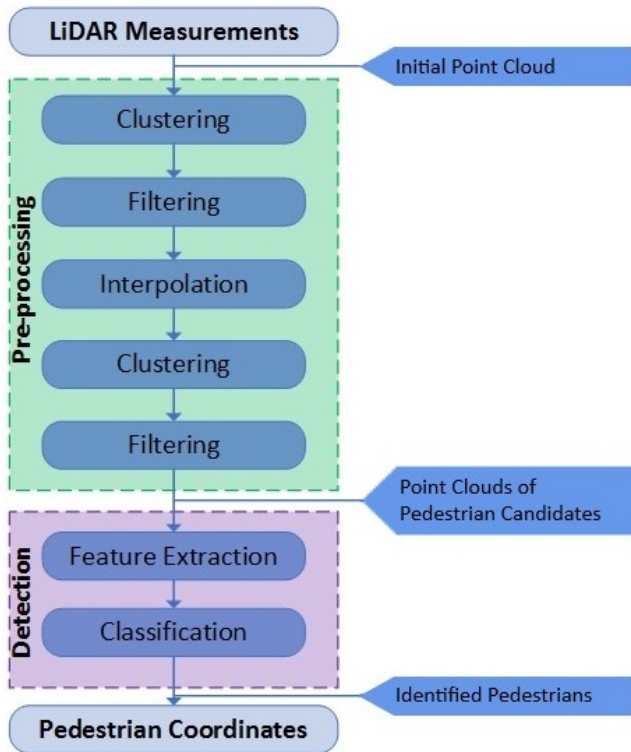 LiDAR Measurements
Initial Point Cloud
Pre-processing
Clustering
Filtering
Interpolation
Clustering
Filtering
Point Clouds of
Pedestrian Candidates
Detection
Feature Extraction
Classification
Identified Pedestrians
Pedestrian Coordinates